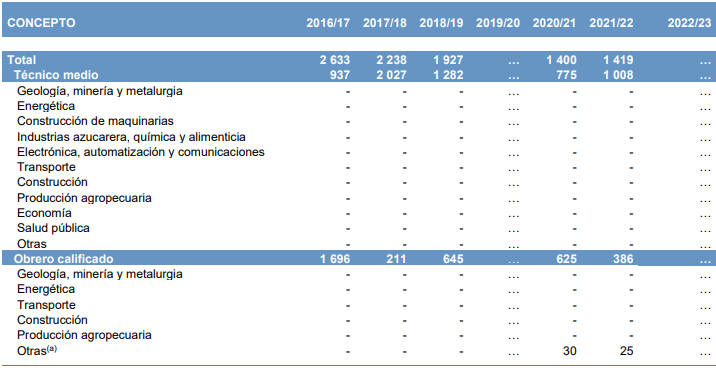 CONCEPTO 2016/17 2017/18 2018/19 2019/20 2020/21 2021/22 2022/23
Total 2 633 2 238 1 927 … 1 400 1 419 …
Técnico medio 937 2 027 1 282 … 775 1 008 …
Geología, minería y metalurgia - - - … - - …
Energética - - - … - - …
Construcción de maquinarias - - - … - - …
Industrias azucarera, química y alimenticia - - - … - - …
Electrónica, automatización y comunicaciones - - - … - - …
Transporte - - - … - - …
Construcción - - - … - - …
Producción agropecuaria - - - … - - …
Economía - - - … - - …
Salud pública - - - … - - …
Otras - - - … - - …
Obrero calificado 1 696 211 645 … 625 386 …
Geología, minería y metalurgia - - - … - - …
Energética - - - … - - …
Transporte - - - … - - …
Construcción - - - … - - …
Producción agropecuaria - - - … - - …
Otras(a) - - - … 30 25 …